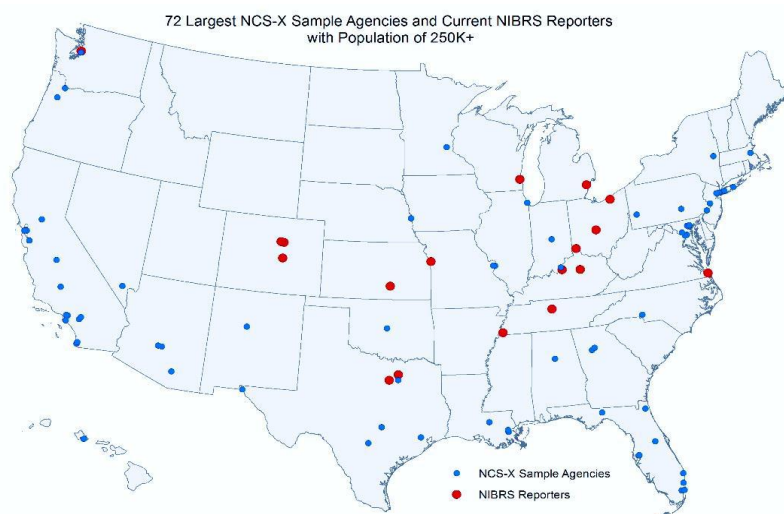 72 Largest NCS-X Sample Agencies and Current NIBRS Reporters
with Population of 250K+
NCS-X Sample Agencies
NIBRS Reporters